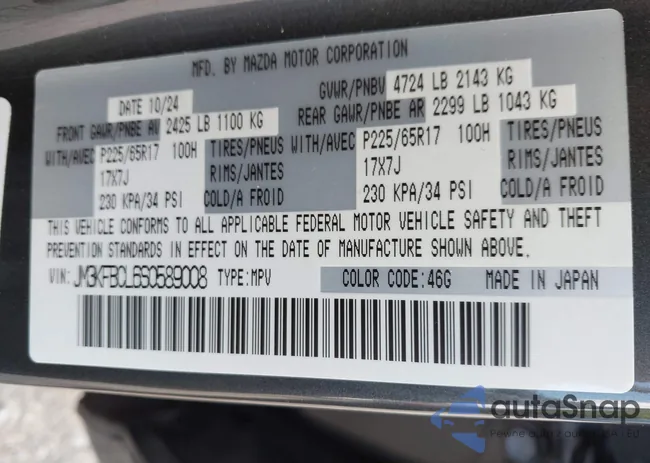 MFD. BY MAZDA MOTOR CORPORATION
DATE 10/24
GVWR/PNBV 4724 LB 2143 KG
FRONT GAWR/PNBE AV 2425 LB 1100 KG
REAR GAWR/PNBE AR 2299 LB 1043 KG
WITH/AVEC P225/65R17 100H TIRES/PNEUS
17X7J RIMS/JANTES
230 KPA/34 PSI COLD/A FROID
WITH/AVEC P225/65R17 100H TIRES/PNEUS
17X7J RIMS/JANTES
230 KPA/34 PSI COLD/A FROID
THIS VEHICLE CONFORMS TO ALL APPLICABLE FEDERAL MOTOR VEHICLE SAFETY AND THEFT
PREVENTION STANDARDS IN EFFECT ON THE DATE OF MANUFACTURE SHOWN ABOVE.
VIN: JM3KFBCL6S0589008 TYPE:MPV COLOR CODE:46G MADE IN JAPAN
autoSnap